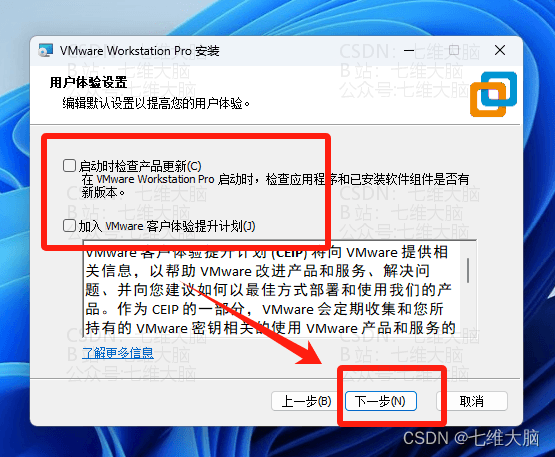 VMware Workstation Pro 安装
CSDN：七维大脑
B站：七维大脑
公众号:七维大脑
用户体验设置
编辑默认设置以提高您的用户体验。
启动时检查产品更新(C)
在 VMware Workstation Pro 启动时，检查应用程序和已安装软件组件是否有
新版本。
加入 VMware 客户体验提升计划(J)
VMware 客户体验提升计划 (CEIP) 将向 VMware 提供相
关信息，以帮助 VMware 改进产品和服务、解决问
题、并向您建议如何以最佳方式部署和使用我们的产
品。作为 CEIP 的一部分，VMware 会定期收集和您所
持有的 VMware 密钥相关的使用 VMware 产品和服务的
了解更多信息
上一步(B)
下一步(N)
取消
CSDN @七维大脑